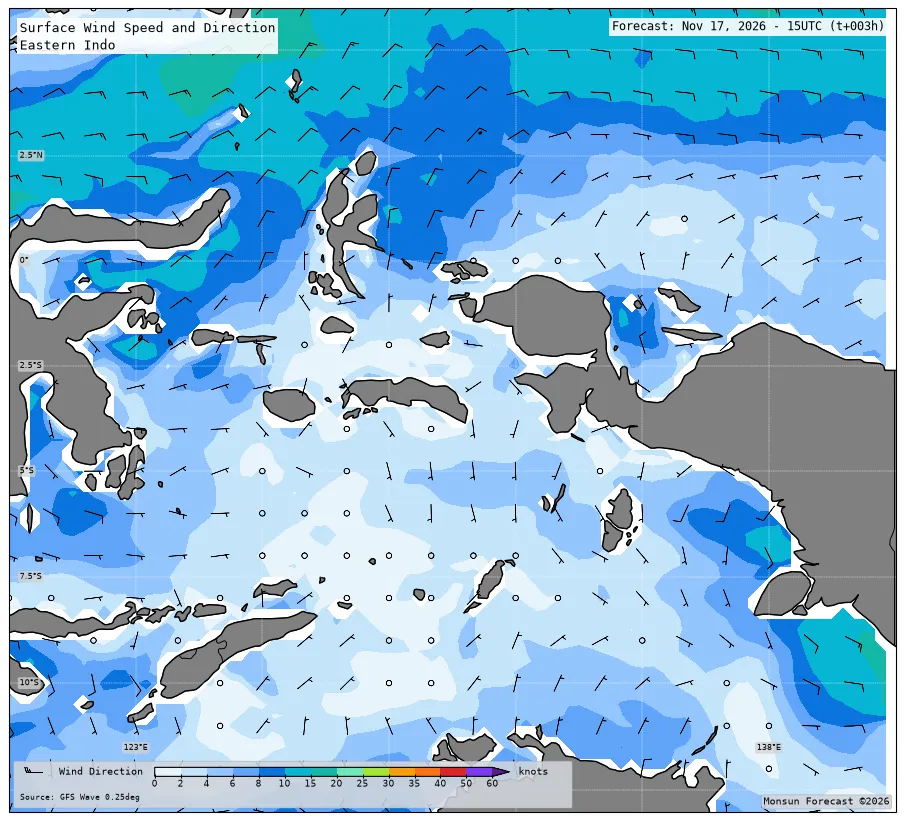 Surface Wind Speed and Direction
Eastern Indo
Forecast: Nov 17, 2026 - 15UTC (t+003h)
2.5°N
0°
2.5°S
5°S
7.5°S
10°S
123°E
138°E
Wind Direction
0 2 4 6 8 10 15 20 25 30 35 40 50 60
knots
Source: GFS Wave 0.25deg
Monsun Forecast ©2026